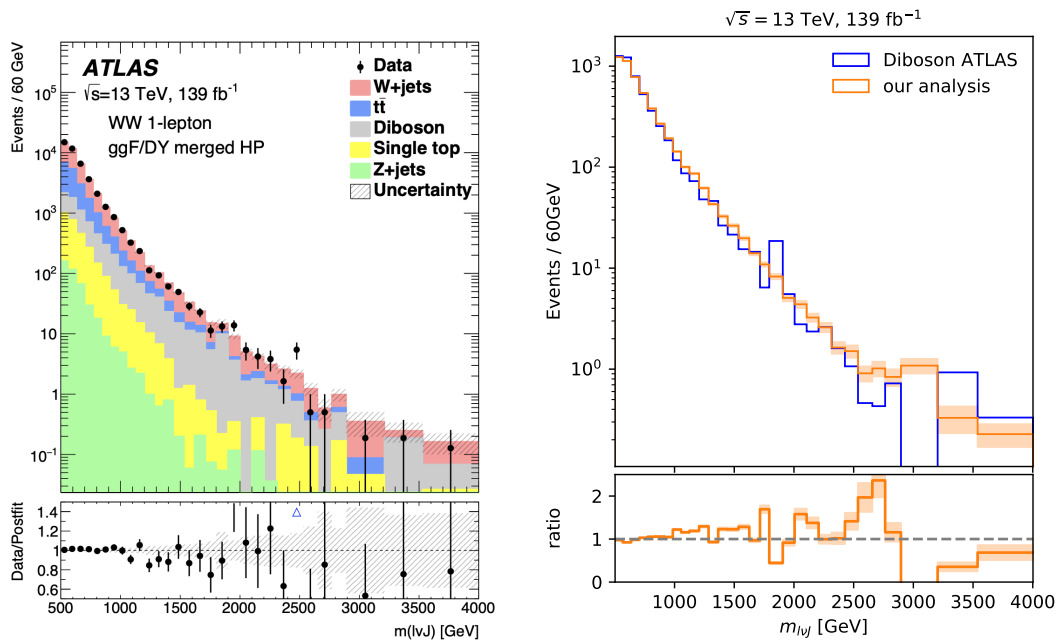 ATLAS
√s=13 TeV, 139 fb⁻¹
WW 1-lepton
ggF/DY merged HP
Data
W+jets
tt̄
Diboson
Single top
Z+jets
Uncertainty
Events / 60 GeV
10⁵
10⁴
10³
10²
10
1
10⁻¹
Data/Postfit
1.4
1.2
1
0.8
0.6
500 1000 1500 2000 2500 3000 3500 4000
m(lvJ) [GeV]
√s = 13 TeV, 139 fb⁻¹
Diboson ATLAS
our analysis
Events / 60GeV
10³
10²
10¹
10⁰
ratio
2
1
0
1000 1500 2000 2500 3000 3500 4000
m_lνJ [GeV]